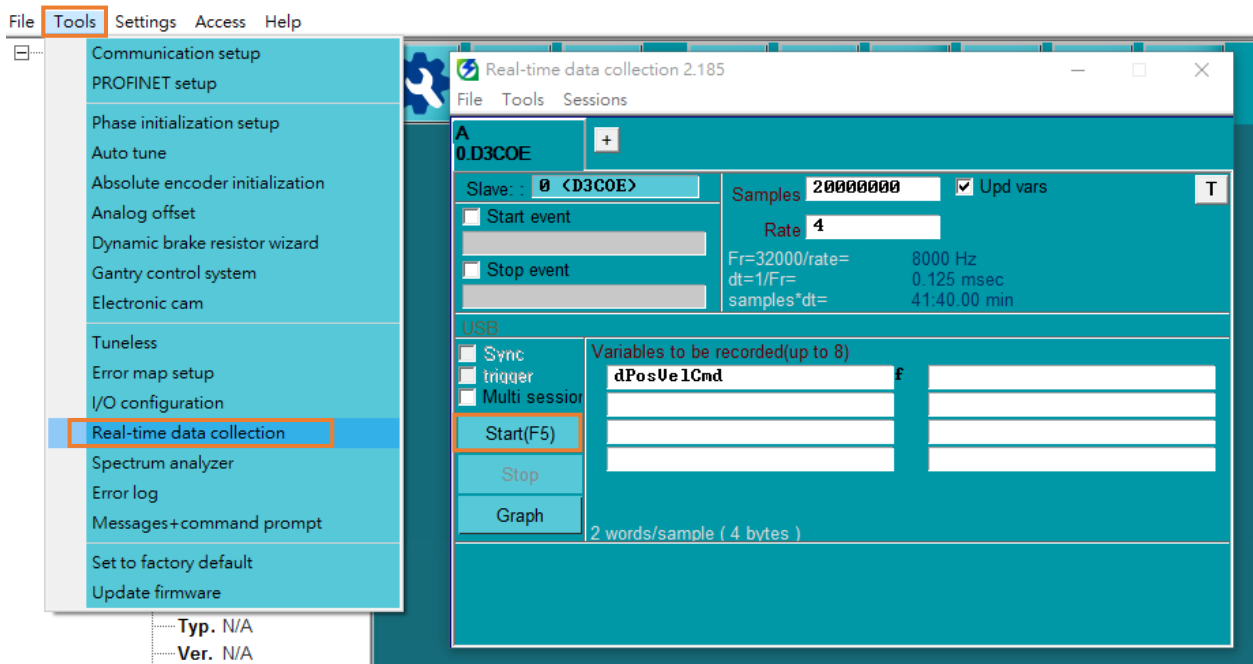 File Tools Settings Access Help
Communication setup
PROFINET setup
Phase initialization setup
Auto tune
Absolute encoder initialization
Analog offset
Dynamic brake resistor wizard
Gantry control system
Electronic cam
Tuneless
Error map setup
I/O configuration
Real-time data collection
Spectrum analyzer
Error log
Messages+command prompt
Set to factory default
Update firmware
Typ. N/A
Ver. N/A
Real-time data collection 2.185
File Tools Sessions
A
0.D3COE
+
Slave: : 0 <D3COE>
Start event
Stop event
Samples 20000000 Upd vars
T
Rate 4
Fr=32000/rate= 8000 Hz
dt=1/Fr= 0.125 msec
samples*dt= 41:40.00 min
USB
Sync
trigger
Multi session
Variables to be recorded(up to 8)
dPosVelCmd f
Start(F5)
Stop
Graph
2 words/sample ( 4 bytes )